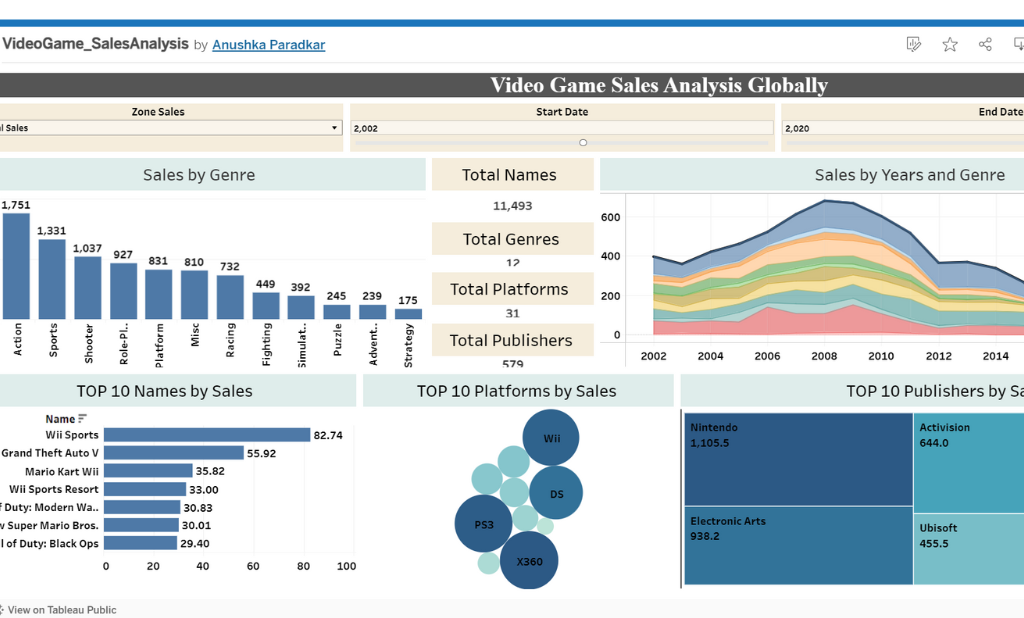 VideoGame_SalesAnalysis by Anushka Paradkar
Video Game Sales Analysis Globally
Zone Sales
Start Date
End Date
l Sales
2,002
2,020
Sales by Genre
1,751
1,331
1,037
927
831
810
732
449
392
245
239
175
Action
Sports
Shooter
Role-Pl..
Platform
Misc
Racing
Fighting
Simulat..
Puzzle
Advent..
Strategy
Total Names
11,493
Total Genres
12
Total Platforms
31
Total Publishers
579
Sales by Years and Genre
600
400
200
0
2002
2004
2006
2008
2010
2012
2014
TOP 10 Names by Sales
Name
Wii Sports 82.74
Grand Theft Auto V 55.92
Mario Kart Wii 35.82
Wii Sports Resort 33.00
f Duty: Modern Wa.. 30.83
w Super Mario Bros. 30.01
l of Duty: Black Ops 29.40
0 20 40 60 80 100
TOP 10 Platforms by Sales
Wii
DS
PS3
X360
TOP 10 Publishers by Sa
Nintendo
1,105.5
Activision
644.0
Electronic Arts
938.2
Ubisoft
455.5
View on Tableau Public